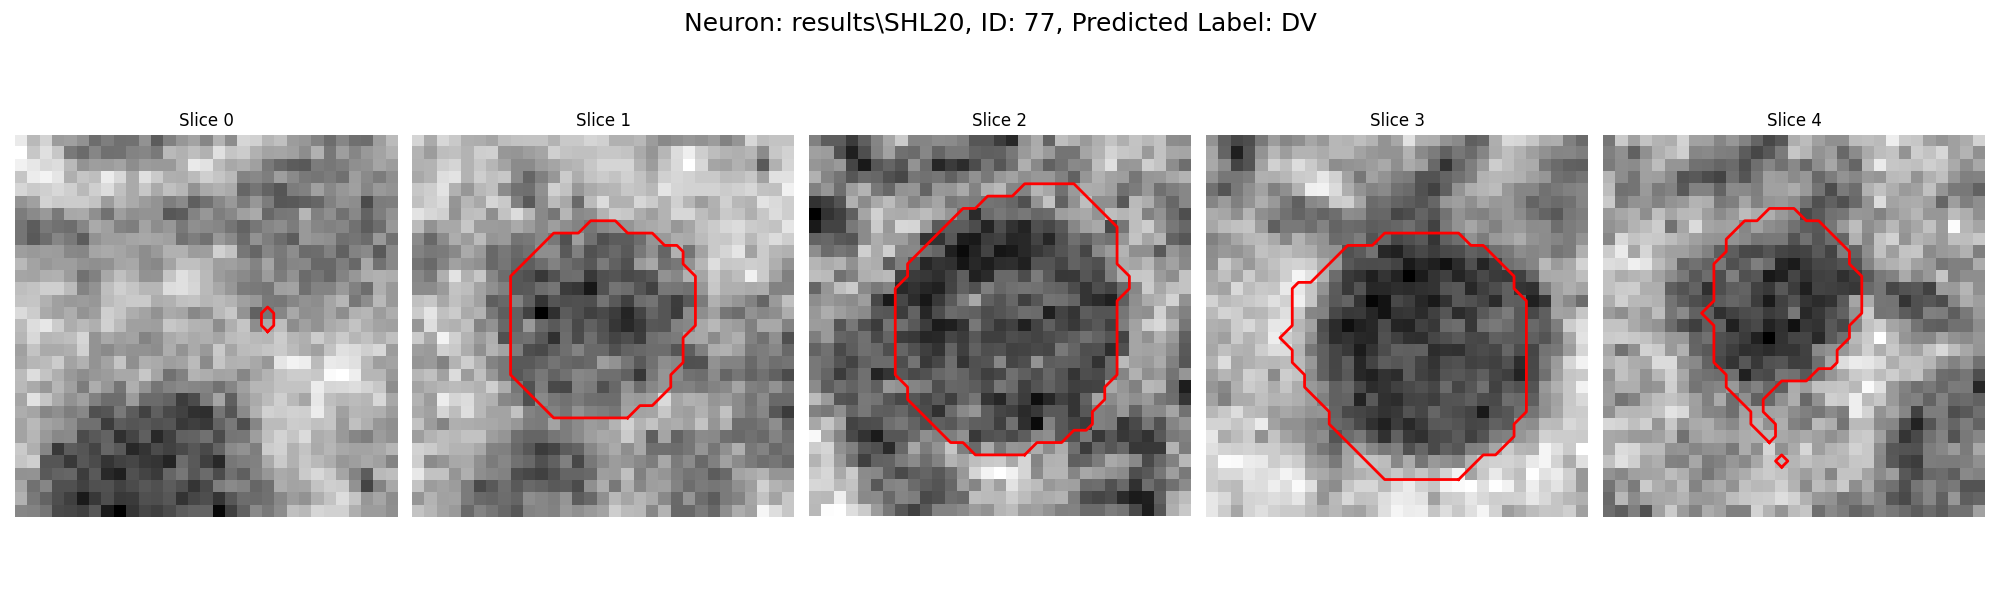 Neuron: results\SHL20, ID: 77, Predicted Label: DV
Slice 0
Slice 1
Slice 2
Slice 3
Slice 4